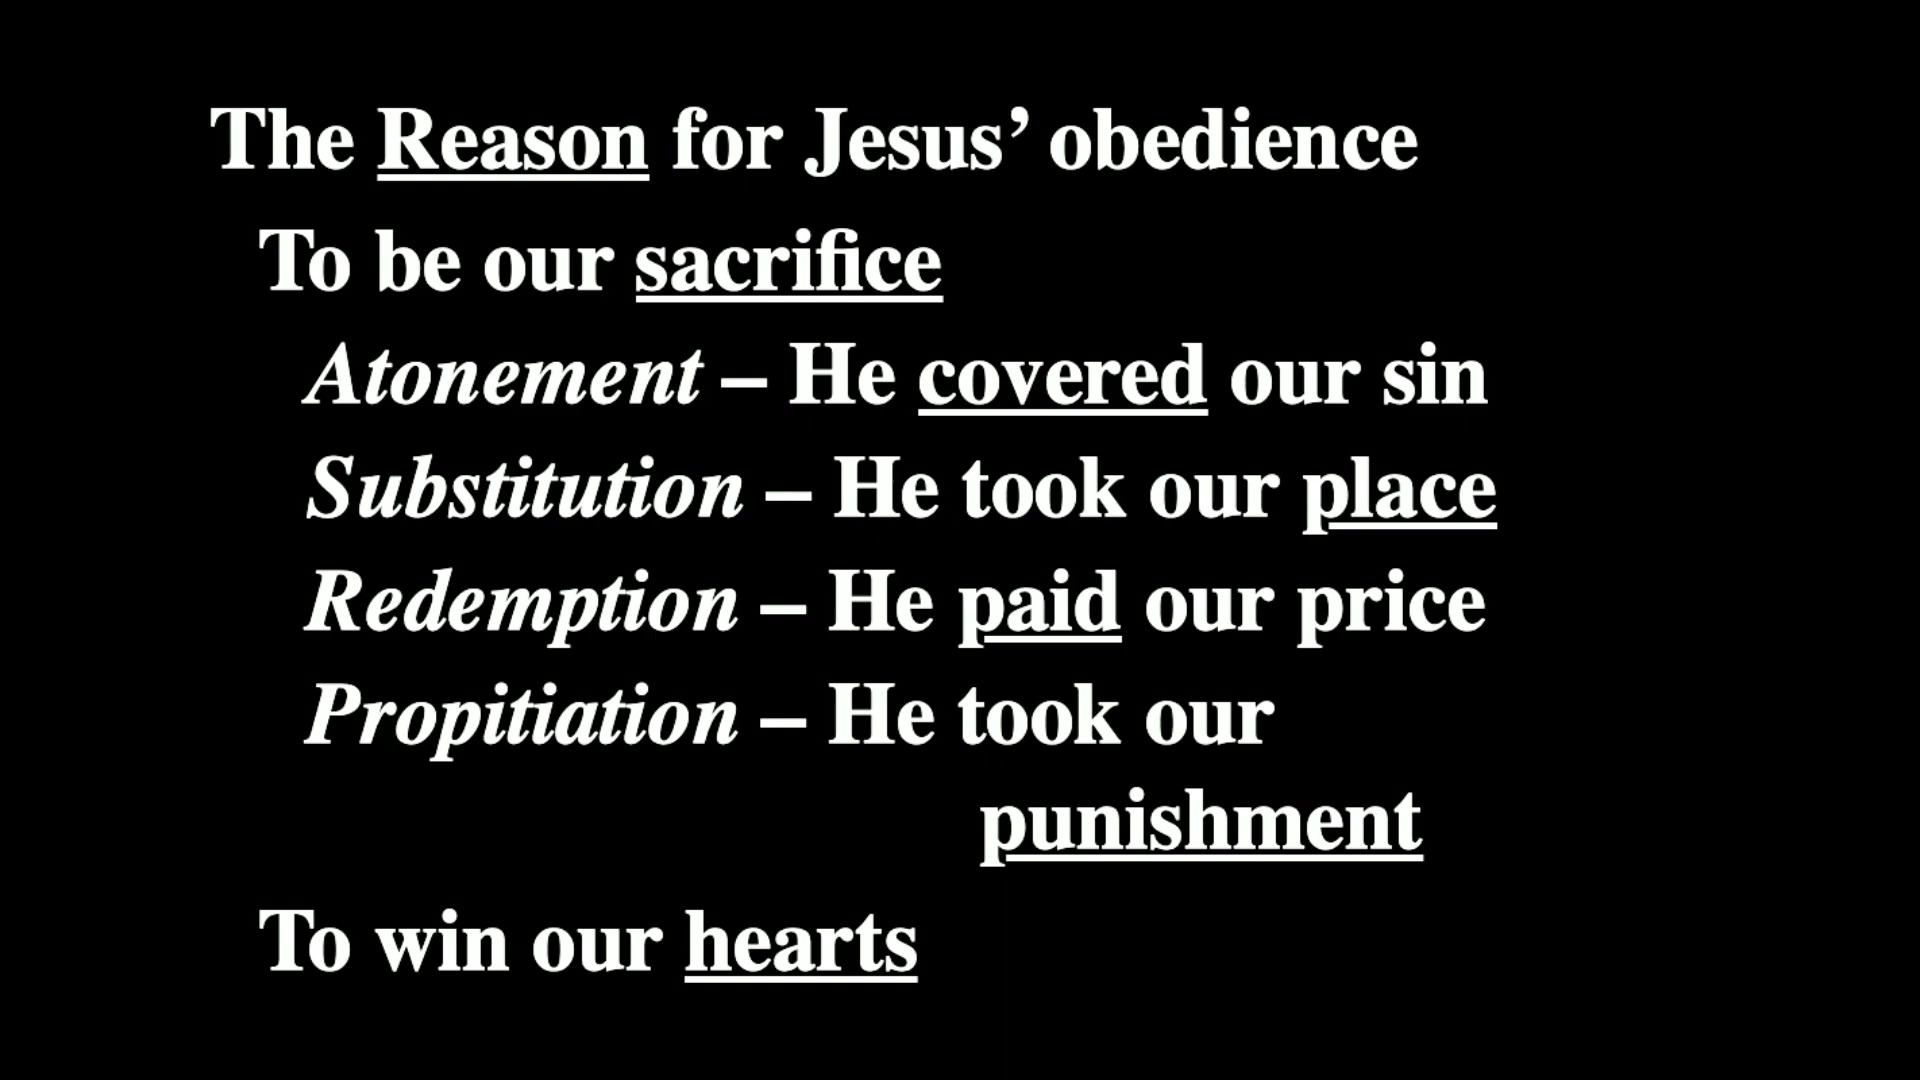 The Reason for Jesus’ obedience
To be our sacrifice
Atonement – He covered our sin
Substitution – He took our place
Redemption – He paid our price
Propitiation – He took our
punishment
To win our hearts